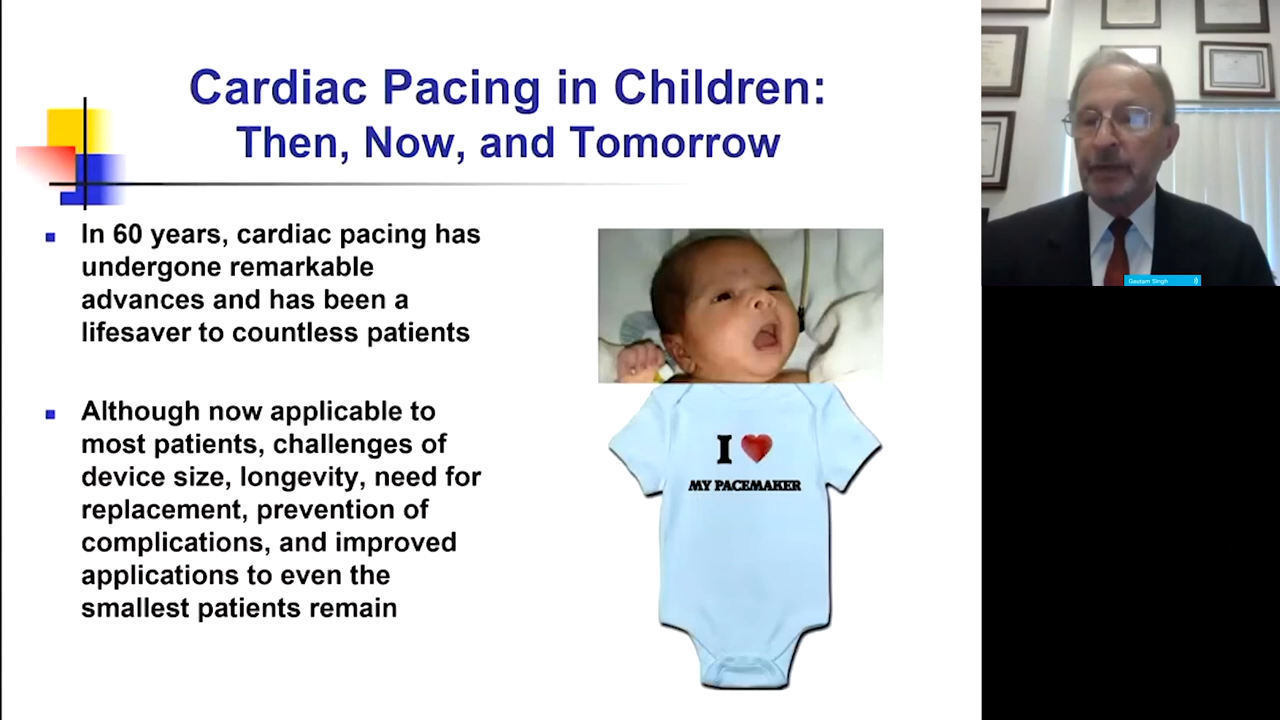 Cardiac Pacing in Children:
Then, Now, and Tomorrow
In 60 years, cardiac pacing has
undergone remarkable
advances and has been a
lifesaver to countless patients
Although now applicable to
most patients, challenges of
device size, longevity, need for
replacement, prevention of
complications, and improved
applications to even the
smallest patients remain
I
MY PACEMAKER
Gautam Singh